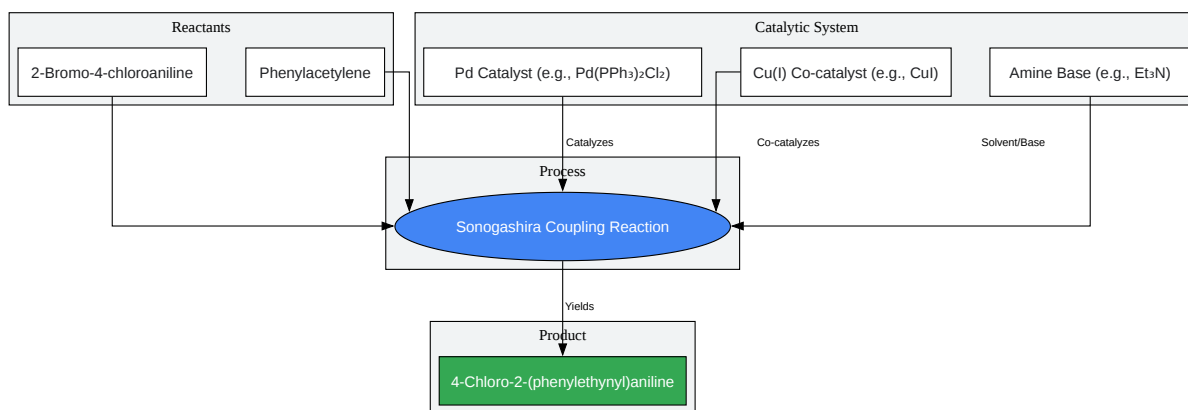 Reactants
Catalytic System
2-Bromo-4-chloroaniline
Phenylacetylene
Pd Catalyst (e.g., Pd(PPh₃)₂Cl₂)
Cu(I) Co-catalyst (e.g., CuI)
Amine Base (e.g., Et₃N)
Catalyzes
Co-catalyzes
Solvent/Base
Process
Sonogashira Coupling Reaction
Yields
Product
4-Chloro-2-(phenylethynyl)aniline